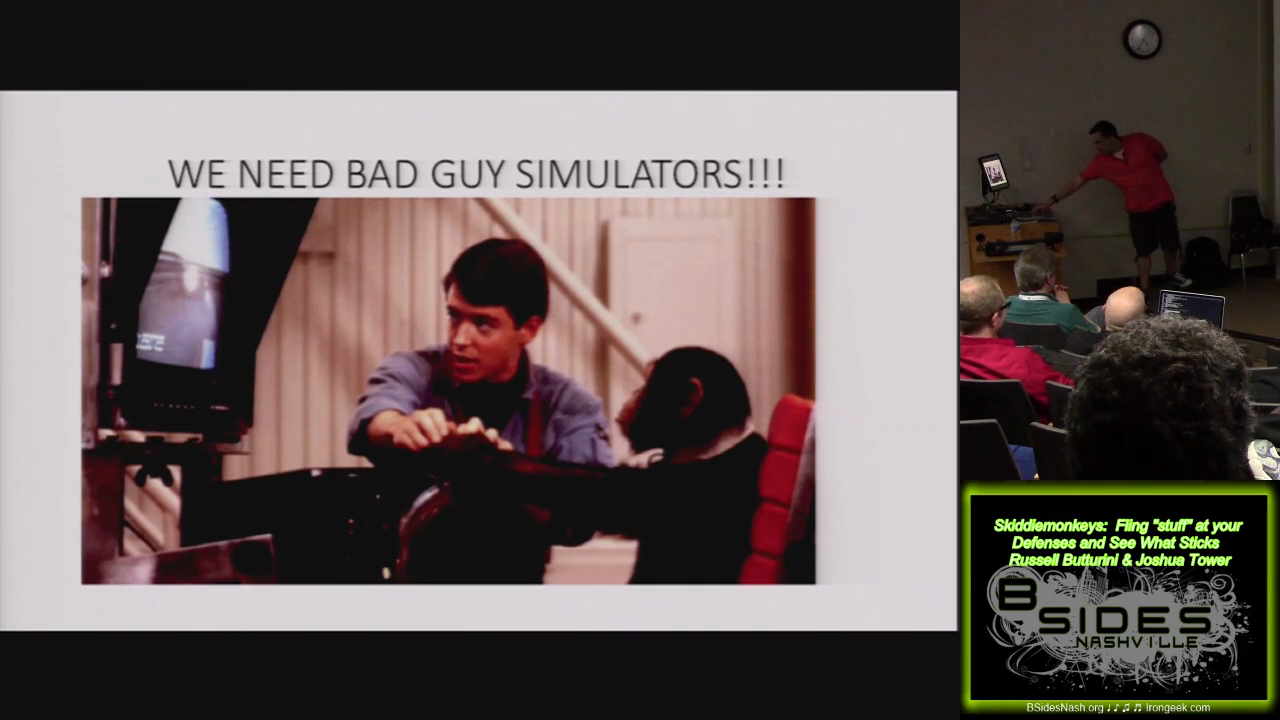 WE NEED BAD GUY SIMULATORS!!!
Skiddiemonkeys: Fling "stuff" at your
Defenses and See What Sticks
Russell Butturini & Joshua Tower
BSIDES
NASHVILLE
BSidesNash.org ♩ ♪ ♫ ♬ Irongeek.com